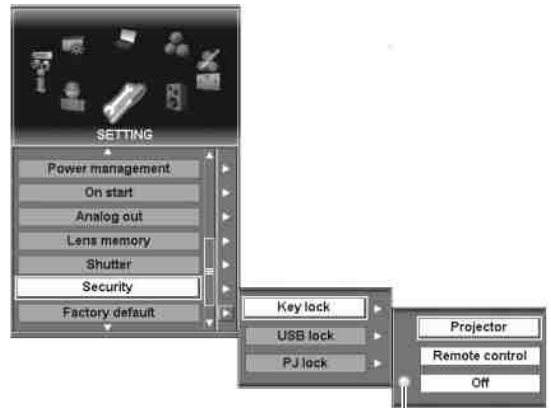 SETTING
Power management
On start
Analog out
Lens memory
Shutter
Security
Factory default
Key lock
USB lock
PJ lock
Projector
Remote control
Off